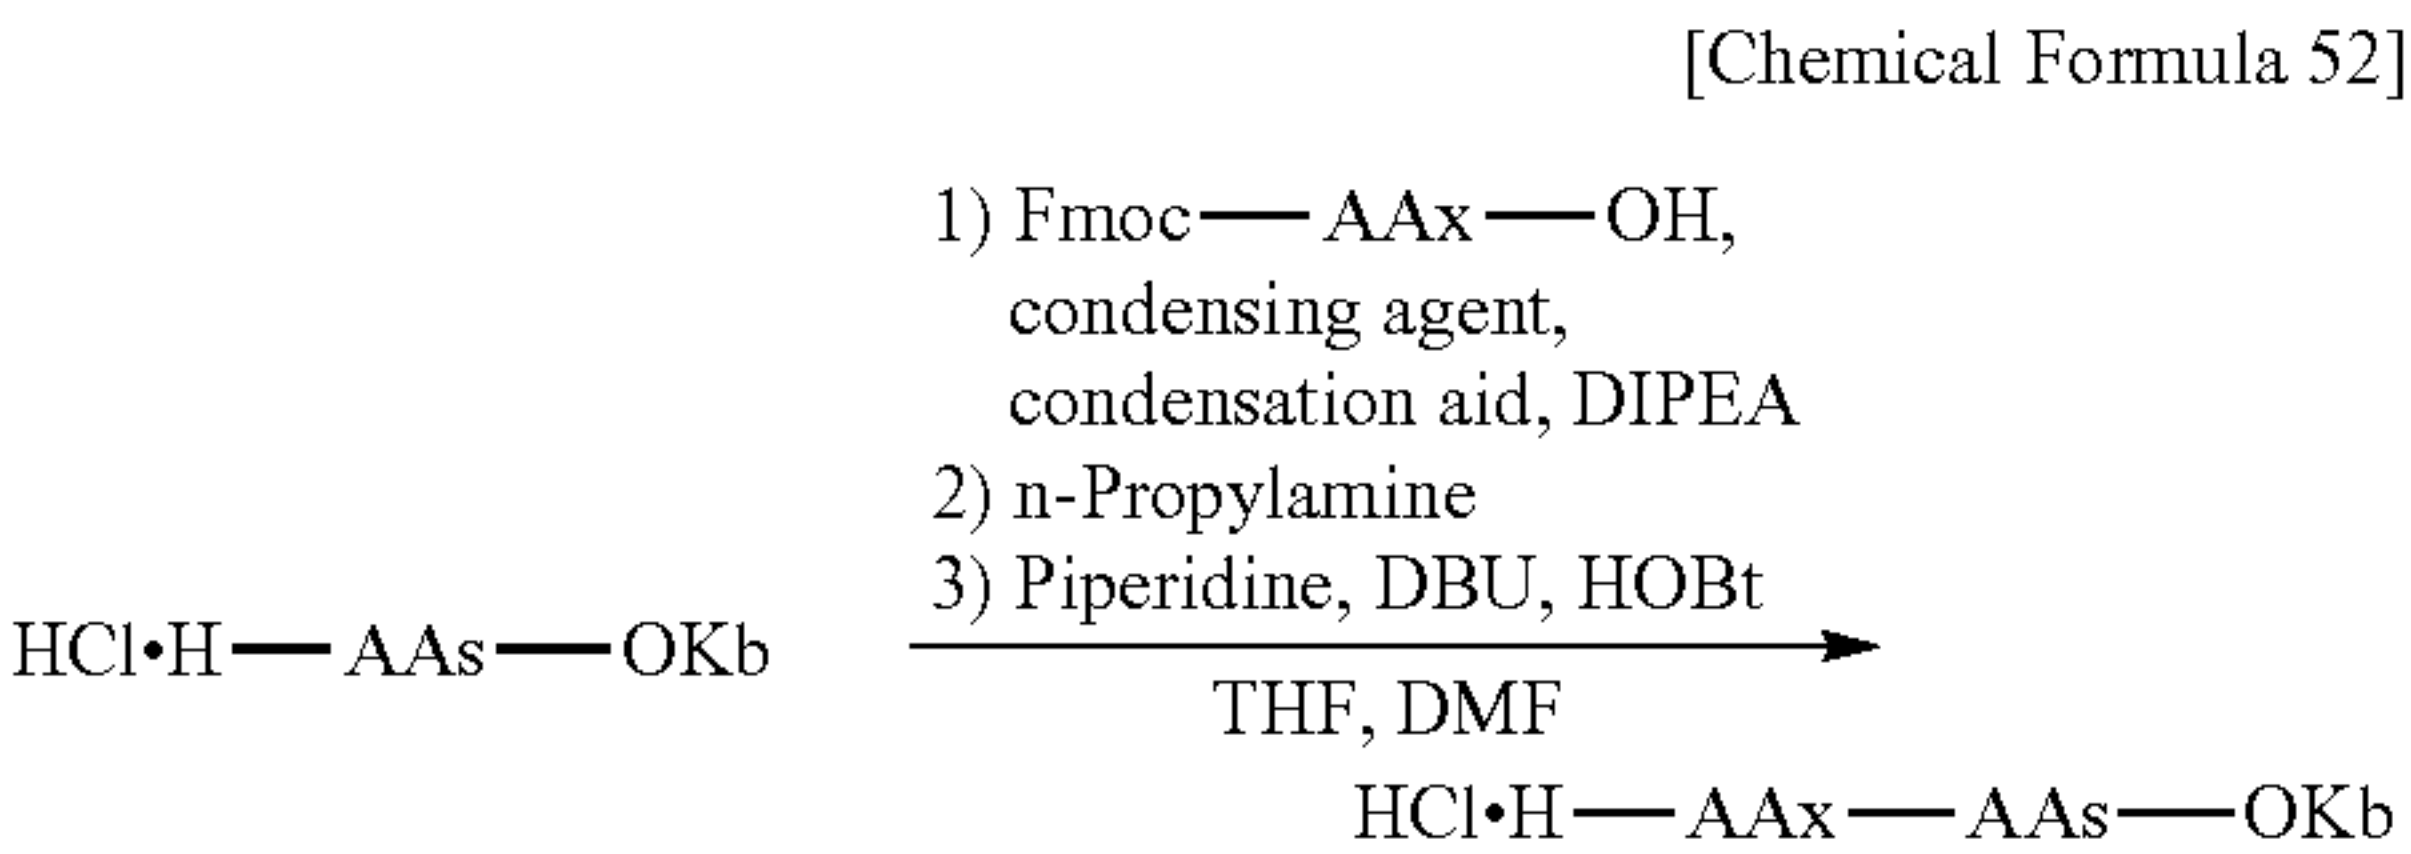 [Chemical Formula 52]
1) Fmoc—AAx—OH,
condensing agent,
condensation aid, DIPEA
2) n-Propylamine
3) Piperidine, DBU, HOBt
HCl•H—AAs—OKb
THF, DMF
HCl•H—AAx—AAs—OKb